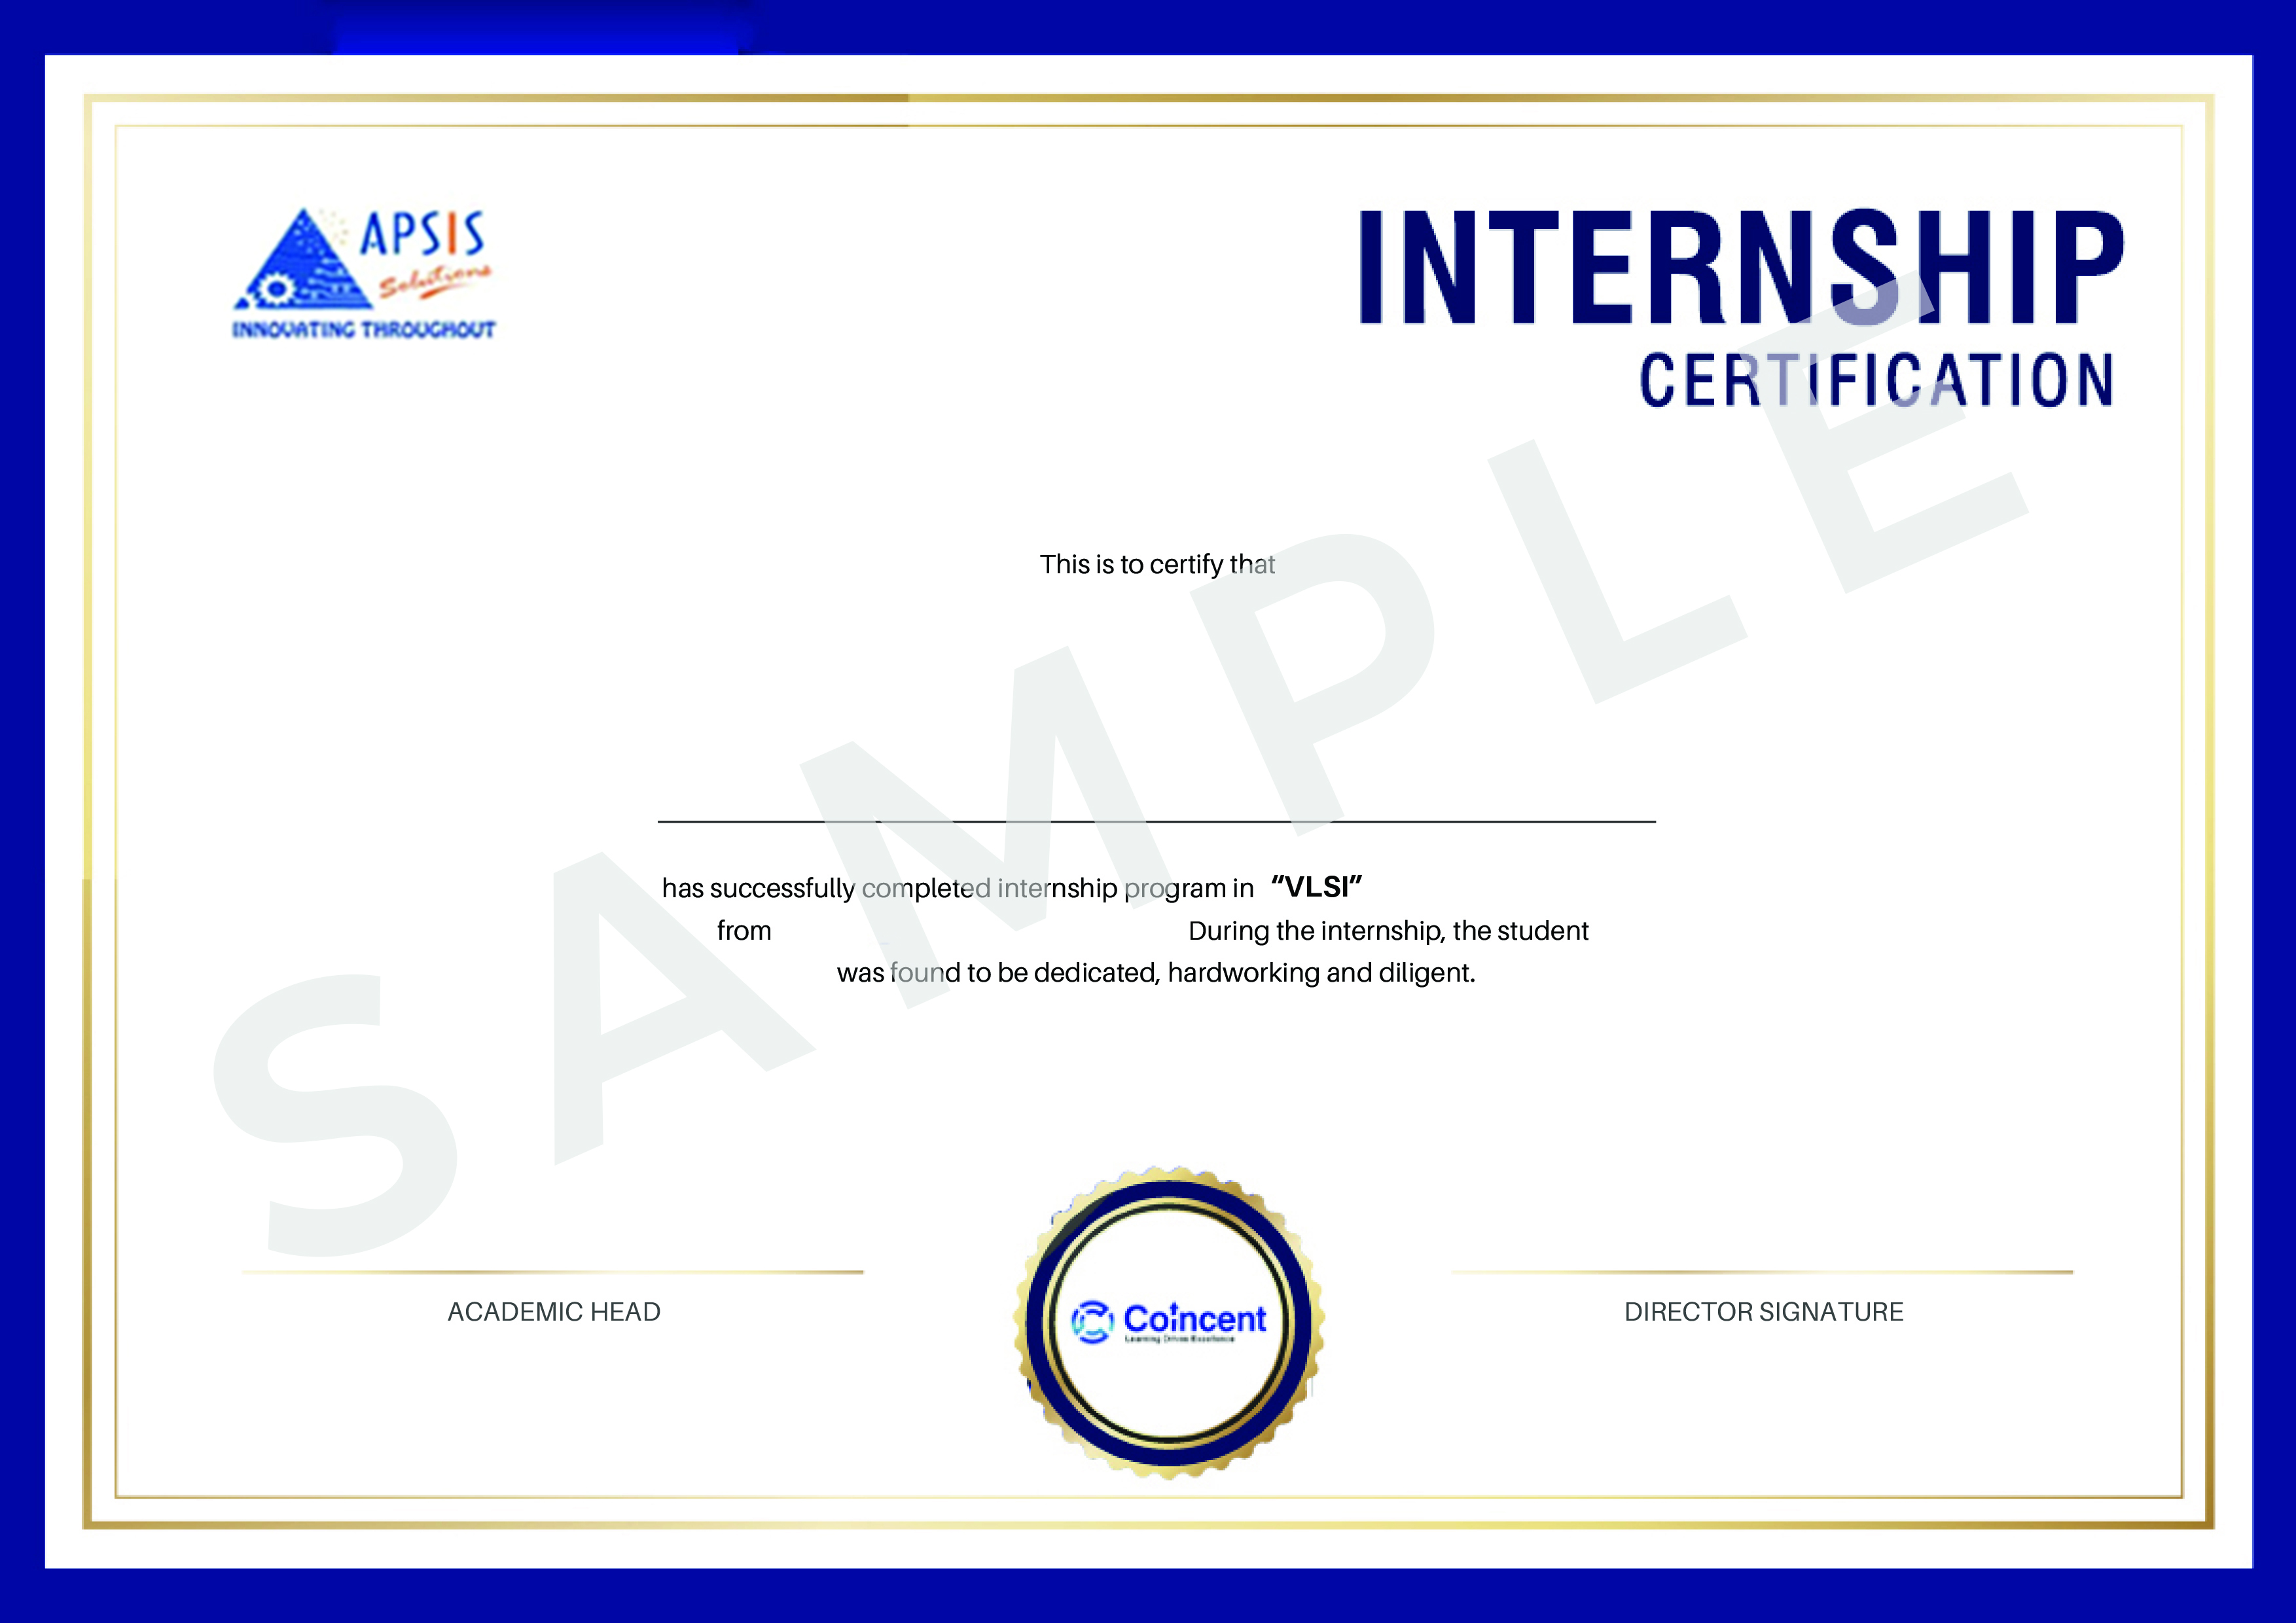 APSIS
Solutions
INNOVATING THROUGHOUT
INTERNSHIP
CERTIFICATION
SAMPLE
This is to certify that
has successfully completed internship program in “VLSI”
from During the internship, the student
was found to be dedicated, hardworking and diligent.
ACADEMIC HEAD
Coincent
Learning Drives Excellence
DIRECTOR SIGNATURE